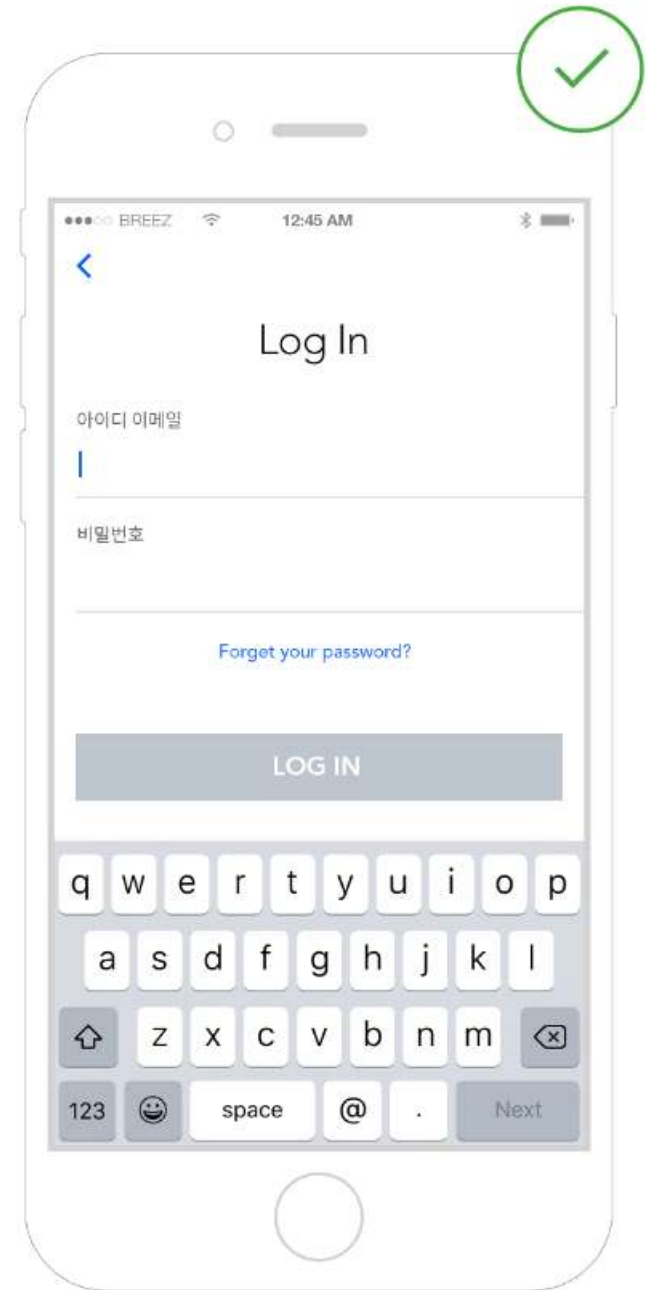 BREEZ 12:45 AM
Log In
아이디 이메일
비밀번호
Forget your password?
LOG IN
q w e r t y u i o p
a s d f g h j k l
z x c v b n m
123 space @ . Next